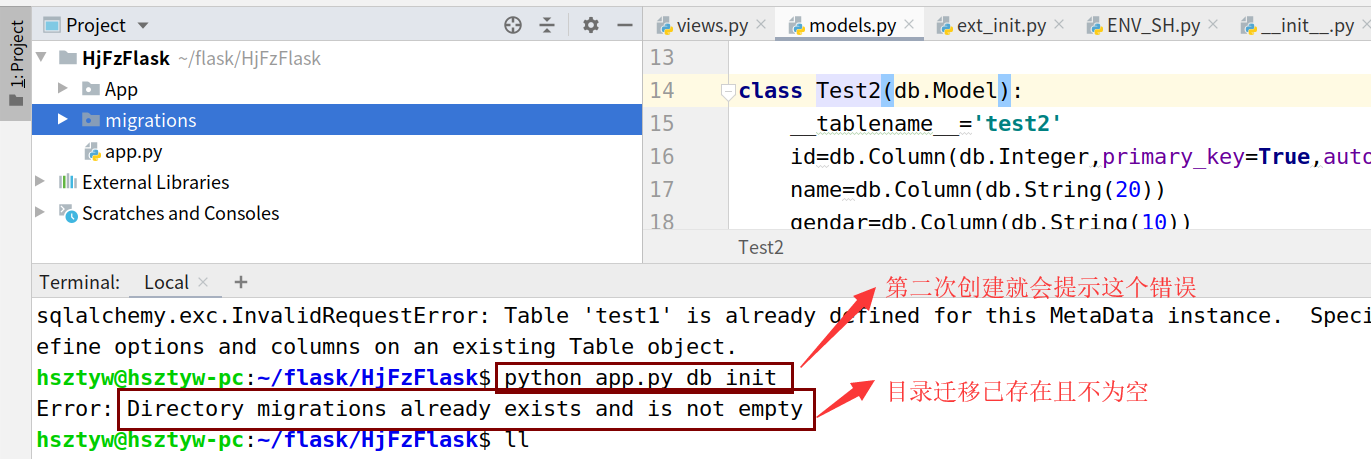 1: Project
Project
HjFzFlask ~/flask/HjFzFlask
App
migrations
app.py
External Libraries
Scratches and Consoles
views.py
models.py
ext_init.py
ENV_SH.py
__init__.py
13
14 class Test2(db.Model):
15 __tablename__='test2'
16 id=db.Column(db.Integer,primary_key=True,auto
17 name=db.Column(db.String(20))
18 gendar=db.Column(db.String(10))
Test2
Terminal: Local +
第二次创建就会提示这个错误
sqlalchemy.exc.InvalidRequestError: Table 'test1' is already defined for this MetaData instance. Speci
efine options and columns on an existing Table object.
hsztyw@hsztyw-pc:~/flask/HjFzFlask$ python app.py db init
目录迁移已存在且不为空
Error: Directory migrations already exists and is not empty
hsztyw@hsztyw-pc:~/flask/HjFzFlask$ ll